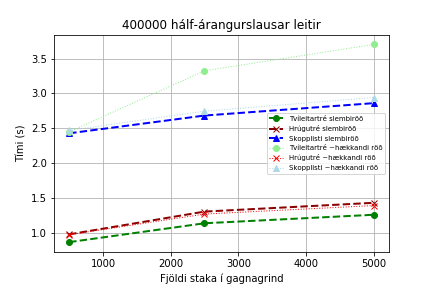 400000 hálf-árangurslausar leitir
Tími (s)
3.5
3.0
2.5
2.0
1.5
1.0
Tvíleitartré slembiröð
Hrúgutré slembiröð
Skopplisti slembiröð
Tvíleitartré ~hækkandi röð
Hrúgutré ~hækkandi röð
Skopplisti ~hækkandi röð
1000 2000 3000 4000 5000
Fjöldi staka í gagnagrind